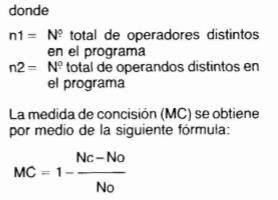 donde
n1 = Nº total de operadores distintos
en el programa
n2 = Nº total de operandos distintos en
el programa
La medida de concisión (MC) se obtiene
por medio de la siguiente fórmula:
Nc – No
MC = 1 –
No